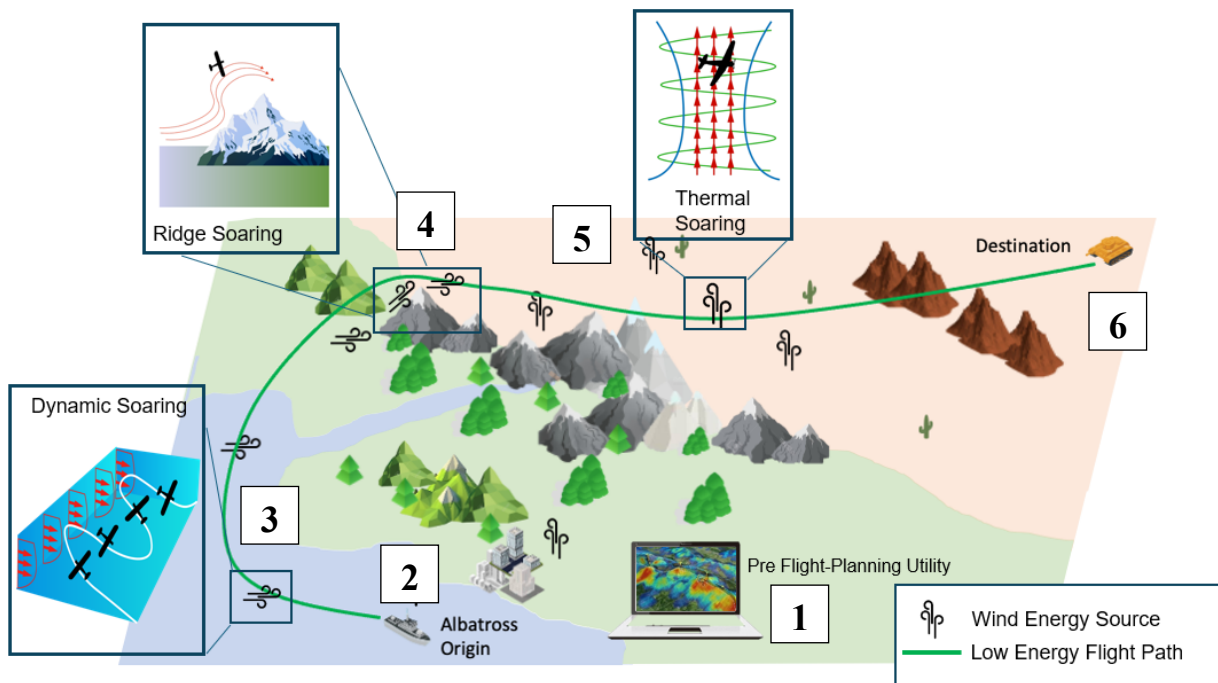 Ridge Soaring
4
5
Thermal
Soaring
Destination
6
Dynamic Soaring
3
2
Albatross
Origin
Pre Flight-Planning Utility
1
Wind Energy Source
Low Energy Flight Path